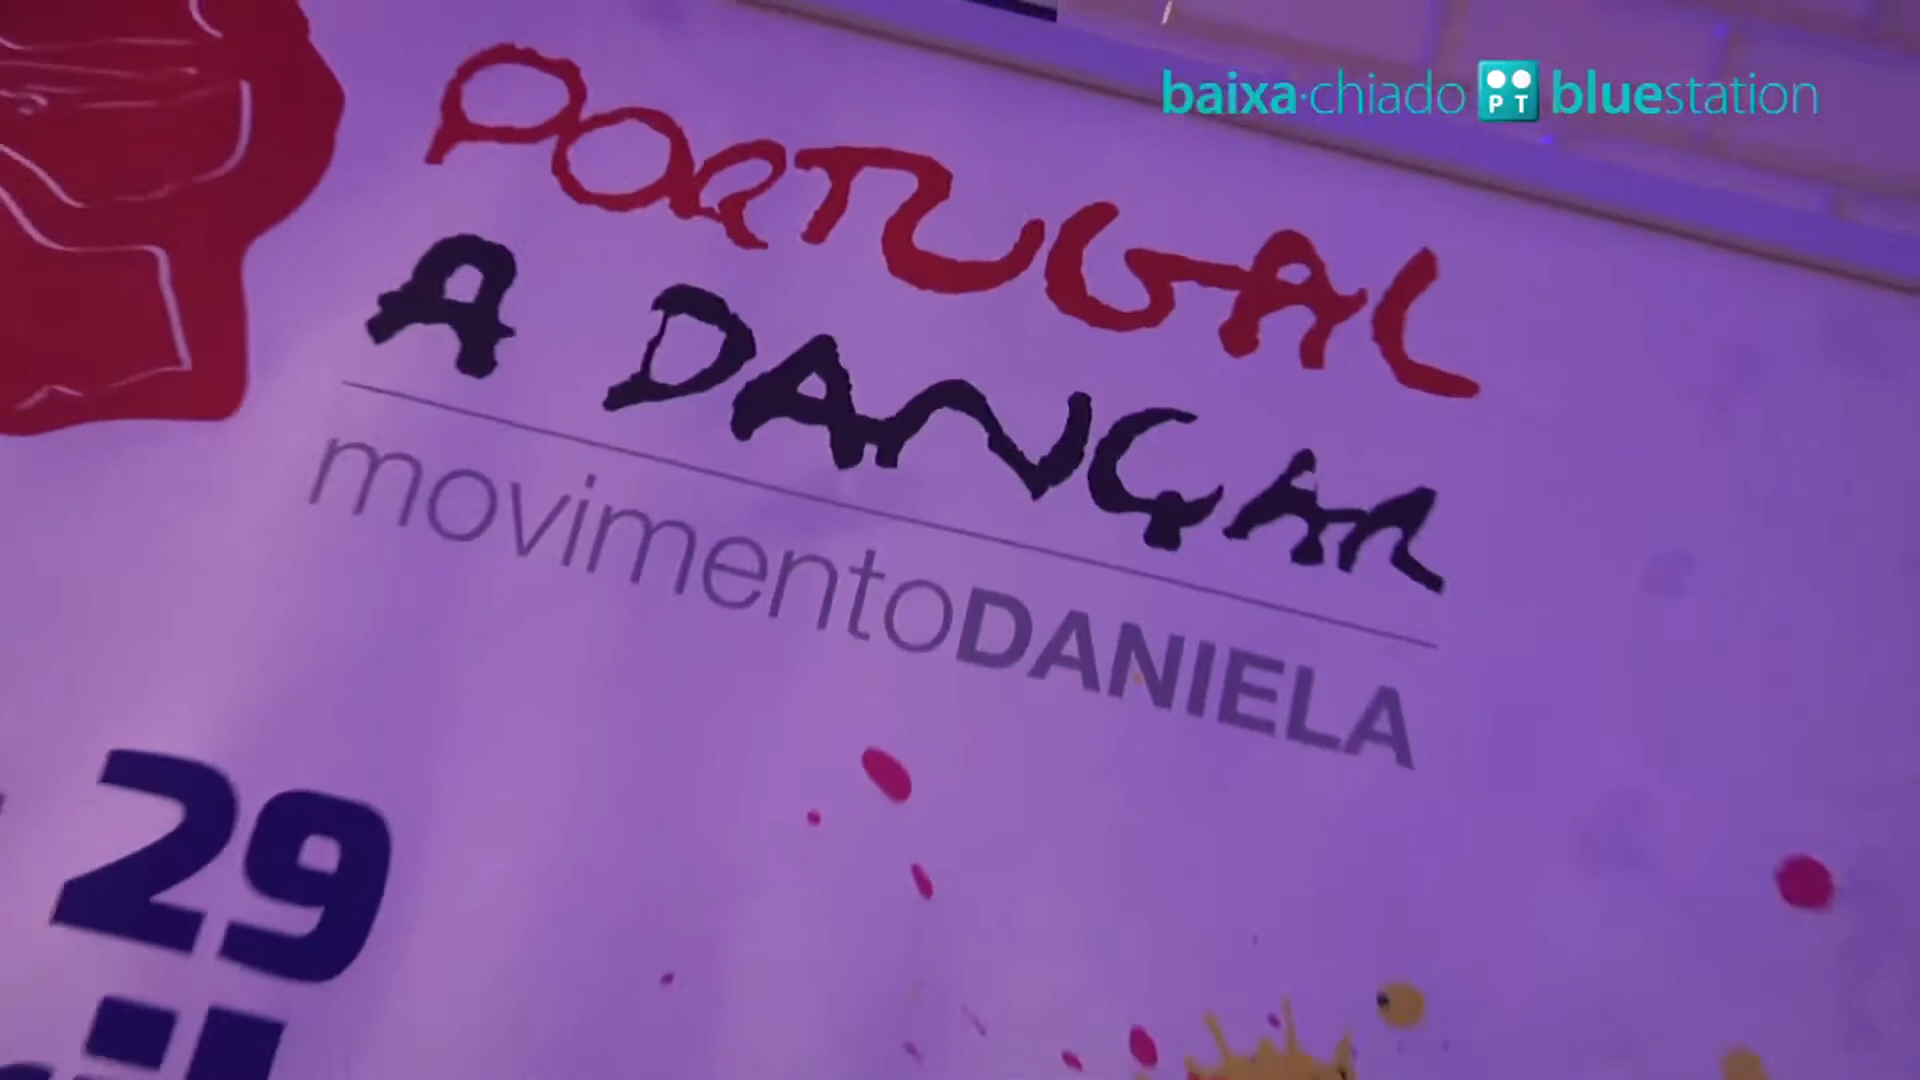 baixa·chiado PT bluestation
PORTUGAL
A DANÇAR
movimentoDANIELA
29